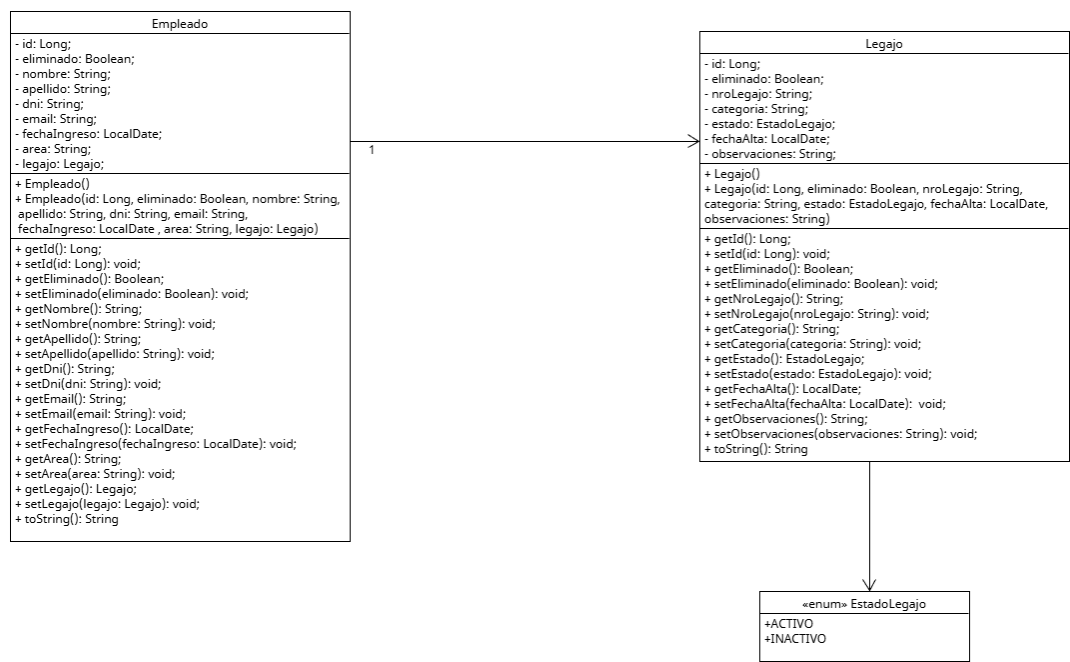 Empleado
- id: Long;
- eliminado: Boolean;
- nombre: String;
- apellido: String;
- dni: String;
- email: String;
- fechaIngreso: LocalDate;
- area: String;
- legajo: Legajo;
+ Empleado()
+ Empleado(id: Long, eliminado: Boolean, nombre: String,
apellido: String, dni: String, email: String,
fechaIngreso: LocalDate , area: String, legajo: Legajo)
+ getId(): Long;
+ setId(id: Long): void;
+ getEliminado(): Boolean;
+ setEliminado(eliminado: Boolean): void;
+ getNombre(): String;
+ setNombre(nombre: String): void;
+ getApellido(): String;
+ setApellido(apellido: String): void;
+ getDni(): String;
+ setDni(dni: String): void;
+ getEmail(): String;
+ setEmail(email: String): void;
+ getFechaIngreso(): LocalDate;
+ setFechaIngreso(fechaIngreso: LocalDate): void;
+ getArea(): String;
+ setArea(area: String): void;
+ getLegajo(): Legajo;
+ setLegajo(legajo: Legajo): void;
+ toString(): String
1
Legajo
- id: Long;
- eliminado: Boolean;
- nroLegajo: String;
- categoria: String;
- estado: EstadoLegajo;
- fechaAlta: LocalDate;
- observaciones: String;
+ Legajo()
+ Legajo(id: Long, eliminado: Boolean, nroLegajo: String,
categoria: String, estado: EstadoLegajo, fechaAlta: LocalDate,
observaciones: String)
+ getId(): Long;
+ setId(id: Long): void;
+ getEliminado(): Boolean;
+ setEliminado(eliminado: Boolean): void;
+ getNroLegajo(): String;
+ setNroLegajo(nroLegajo: String): void;
+ getCategoria(): String;
+ setCategoria(categoria: String): void;
+ getEstado(): EstadoLegajo;
+ setEstado(estado: EstadoLegajo): void;
+ getFechaAlta(): LocalDate;
+ setFechaAlta(fechaAlta: LocalDate):  void;
+ getObservaciones(): String;
+ setObservaciones(observaciones: String): void;
+ toString(): String
«enum» EstadoLegajo
+ACTIVO
+INACTIVO